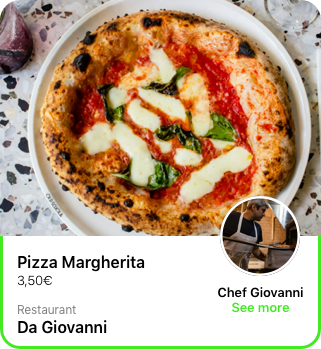 Pizza Margherita
3,50€
Restaurant
Da Giovanni
Chef Giovanni
See more